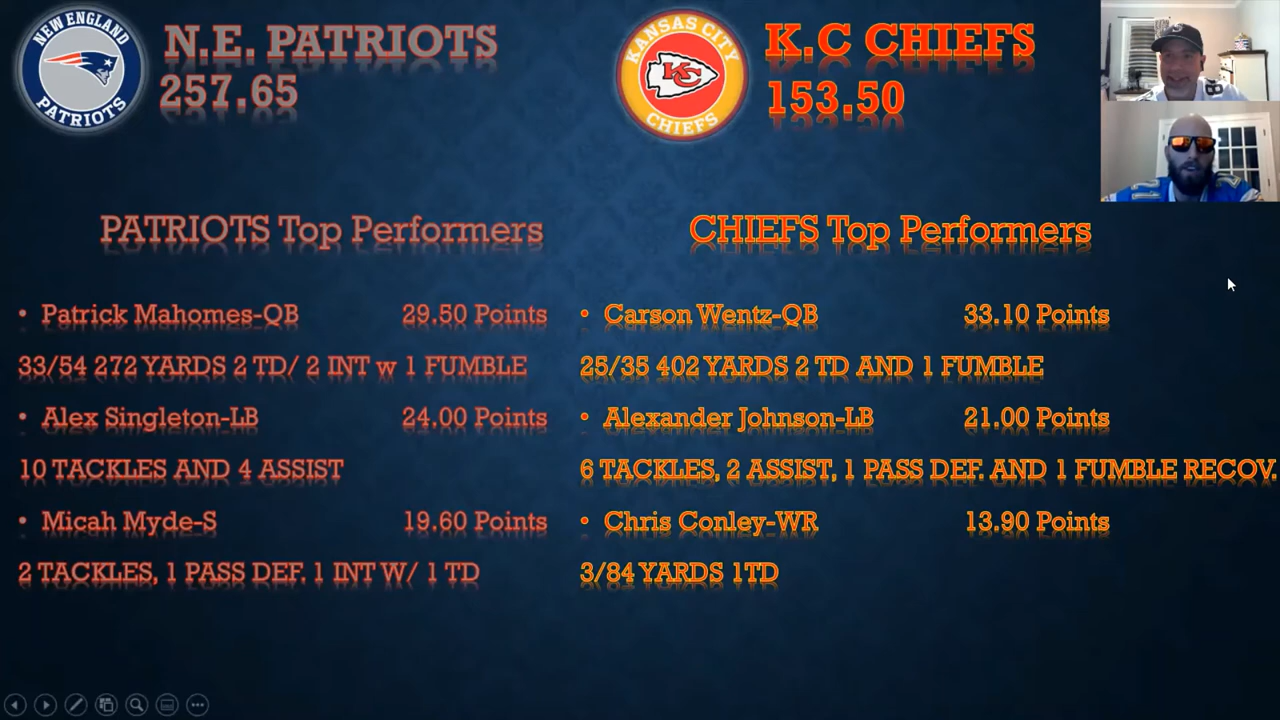 NEW ENGLAND
PATRIOTS
N.E. PATRIOTS
257.65
KANSAS CITY
KC
CHIEFS
K.C CHIEFS
153.50
PATRIOTS Top Performers
• Patrick Mahomes-QB 29.50 Points
33/54 272 YARDS 2 TD/ 2 INT w 1 FUMBLE
• Alex Singleton-LB 24.00 Points
10 TACKLES AND 4 ASSIST
• Micah Myde-S 19.60 Points
2 TACKLES, 1 PASS DEF. 1 INT W/ 1 TD
CHIEFS Top Performers
• Carson Wentz-QB 33.10 Points
25/35 402 YARDS 2 TD AND 1 FUMBLE
• Alexander Johnson-LB 21.00 Points
6 TACKLES, 2 ASSIST, 1 PASS DEF. AND 1 FUMBLE RECOV.
• Chris Conley-WR 13.90 Points
3/84 YARDS 1TD